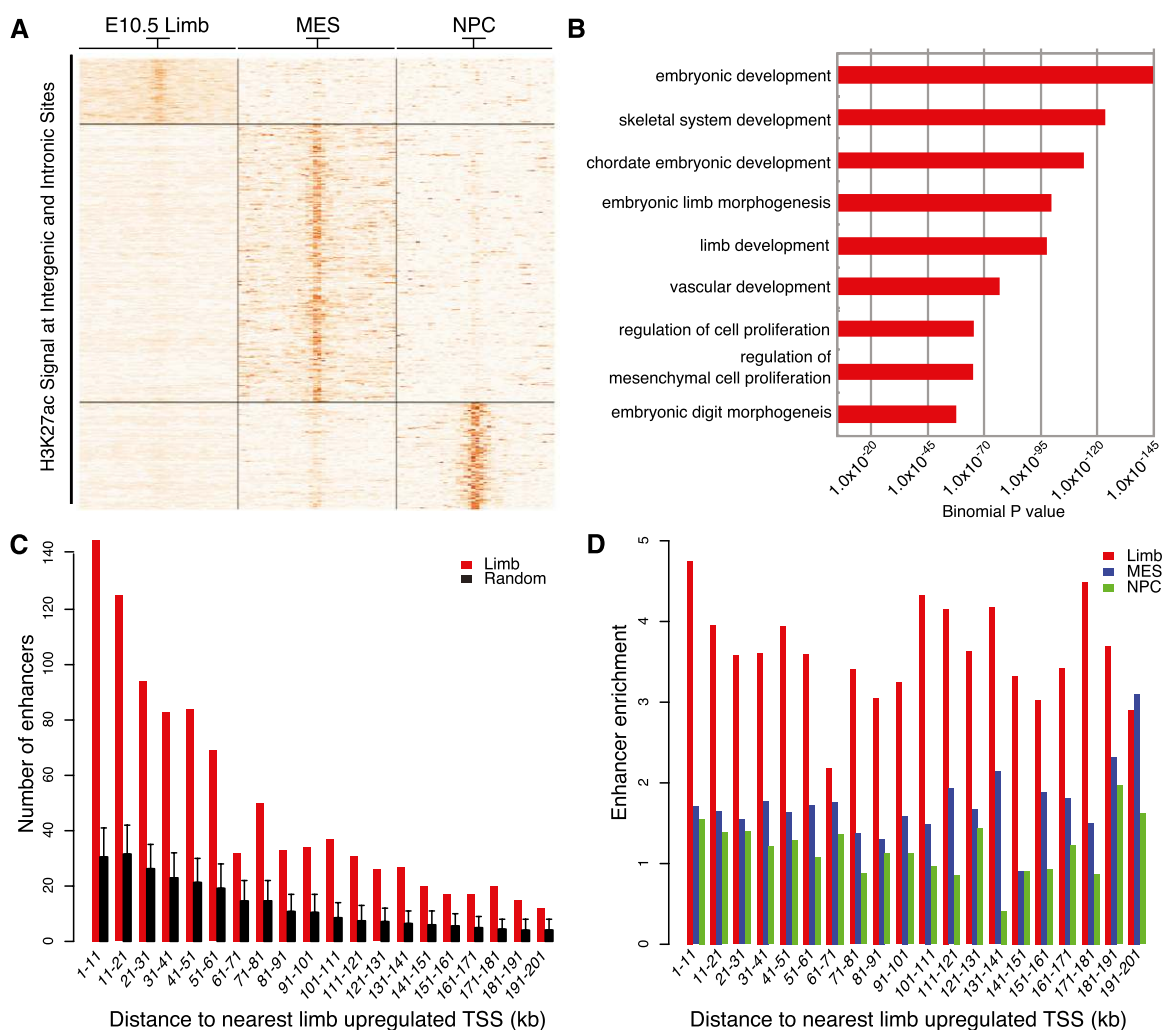 A
E10.5 Limb
MES
NPC
H3K27ac Signal at Intergenic and Intronic Sites
B
embryonic development
skeletal system development
chordate embryonic development
embryonic limb morphogenesis
limb development
vascular development
regulation of cell proliferation
regulation of
mesenchymal cell proliferation
embryonic digit morphogeneis
1.0x10-20
1.0x10-45
1.0x10-70
1.0x10-95
1.0x10-120
1.0x10-145
Binomial P value
C
Number of enhancers
140
120
100
80
60
40
20
0
Limb
Random
1-11
11-21
21-31
31-41
41-51
51-61
61-71
71-81
81-91
91-101
101-111
111-121
121-131
131-141
141-151
151-161
161-171
171-181
181-191
191-201
Distance to nearest limb upregulated TSS (kb)
D
Enhancer enrichment
5
4
3
2
1
0
Limb
MES
NPC
1-11
11-21
21-31
31-41
41-51
51-61
61-71
71-81
81-91
91-101
101-111
111-121
121-131
131-141
141-151
151-161
161-171
171-181
181-191
191-201
Distance to nearest limb upregulated TSS (kb)